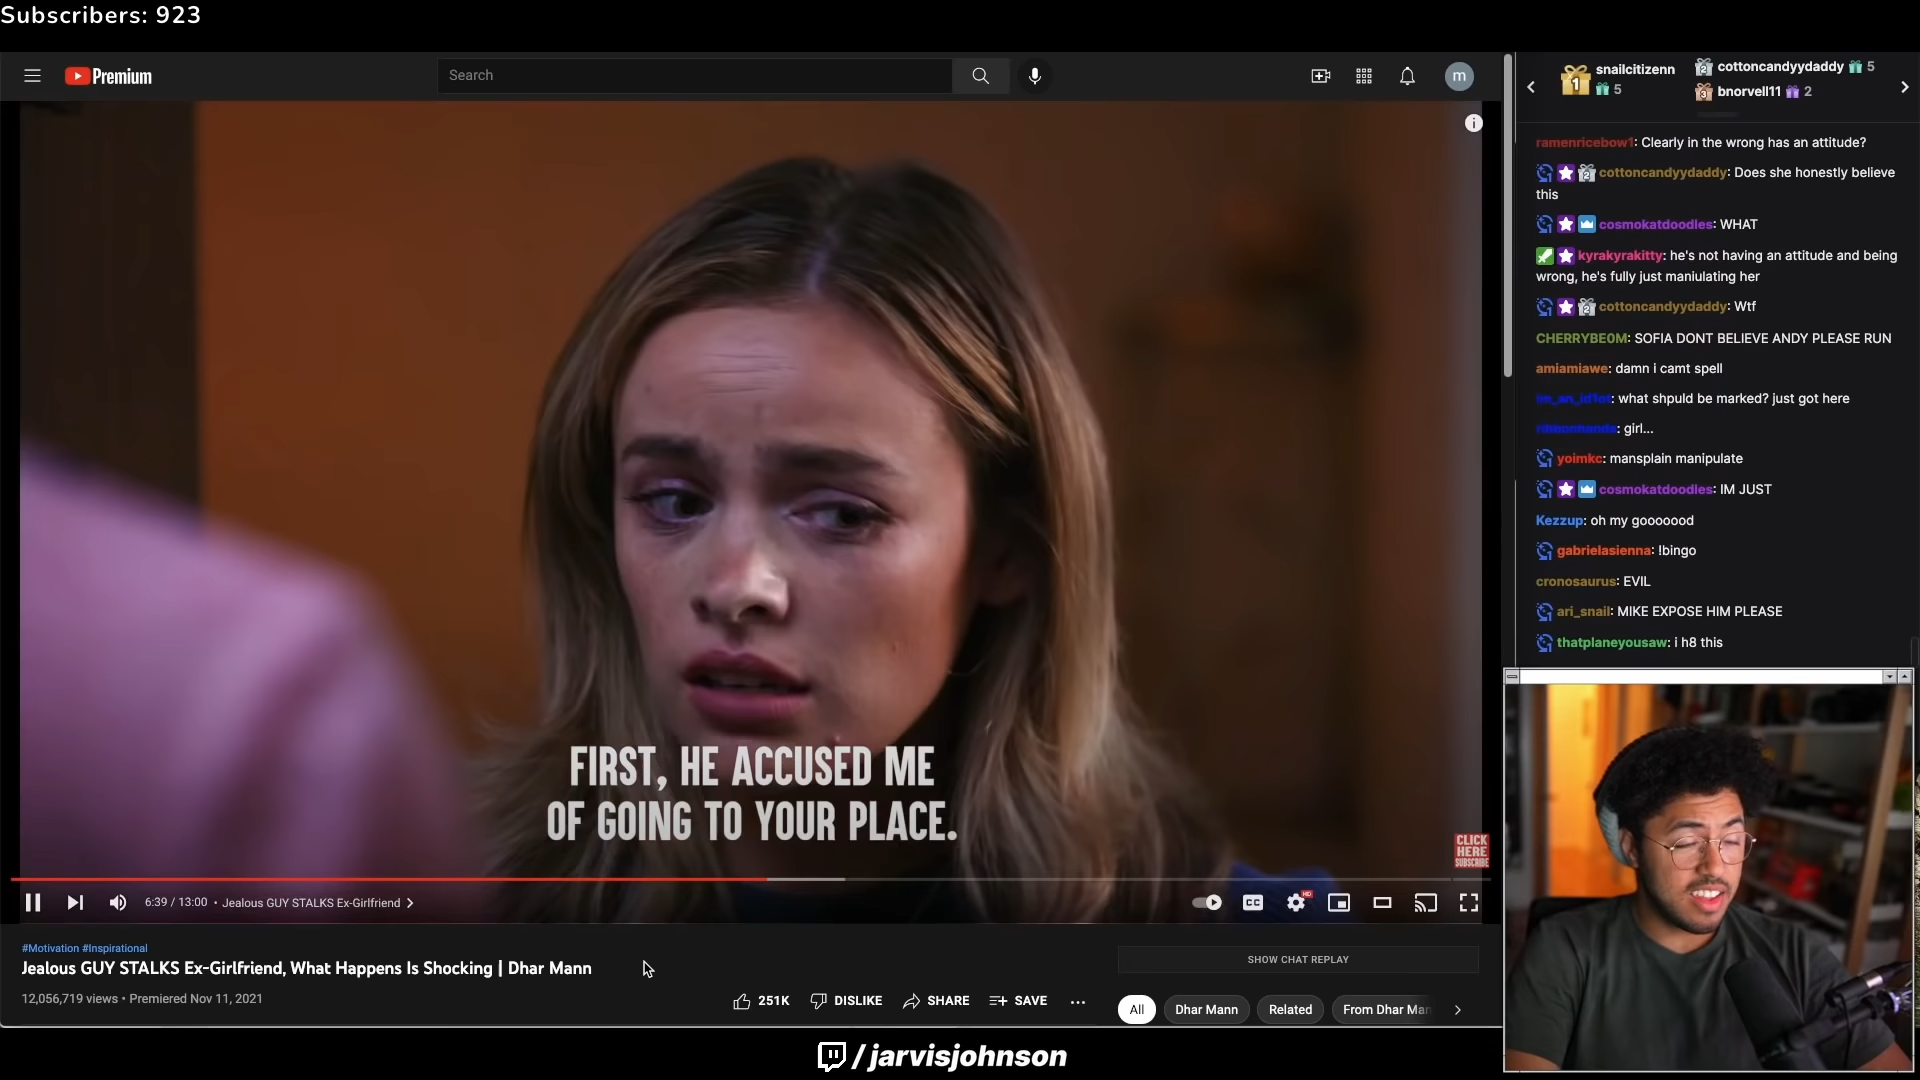 Subscribers: 923
Premium
Search
m
snailcitizenn
5
cottoncandyydaddy 5
bnorvell11 2
ramenricebow1: Clearly in the wrong has an attitude?
cottoncandyydaddy: Does she honestly believe
this
cosmokatdoodles: WHAT
kyrakyrakitty: he's not having an attitude and being
wrong, he's fully just maniulating her
cottoncandyydaddy: Wtf
CHERRYBE0M: SOFIA DONT BELIEVE ANDY PLEASE RUN
amiamiawe: damn i camt spell
: what shpuld be marked? just got here
: girl...
yoimkc: mansplain manipulate
cosmokatdoodles: IM JUST
Kezzup: oh my gooooood
gabrielasienna: !bingo
cronosaurus: EVIL
ari_snail: MIKE EXPOSE HIM PLEASE
thatplaneyousaw: i h8 this
FIRST, HE ACCUSED ME
OF GOING TO YOUR PLACE.
CLICK
HERE
SUBSCRIBE
6:39 / 13:00 • Jealous GUY STALKS Ex-Girlfriend
CC
HD
#Motivation #Inspirational
Jealous GUY STALKS Ex-Girlfriend, What Happens Is Shocking | Dhar Mann
12,056,719 views • Premiered Nov 11, 2021
251K DISLIKE SHARE SAVE ...
SHOW CHAT REPLAY
All Dhar Mann Related From Dhar Man
/jarvisjohnson